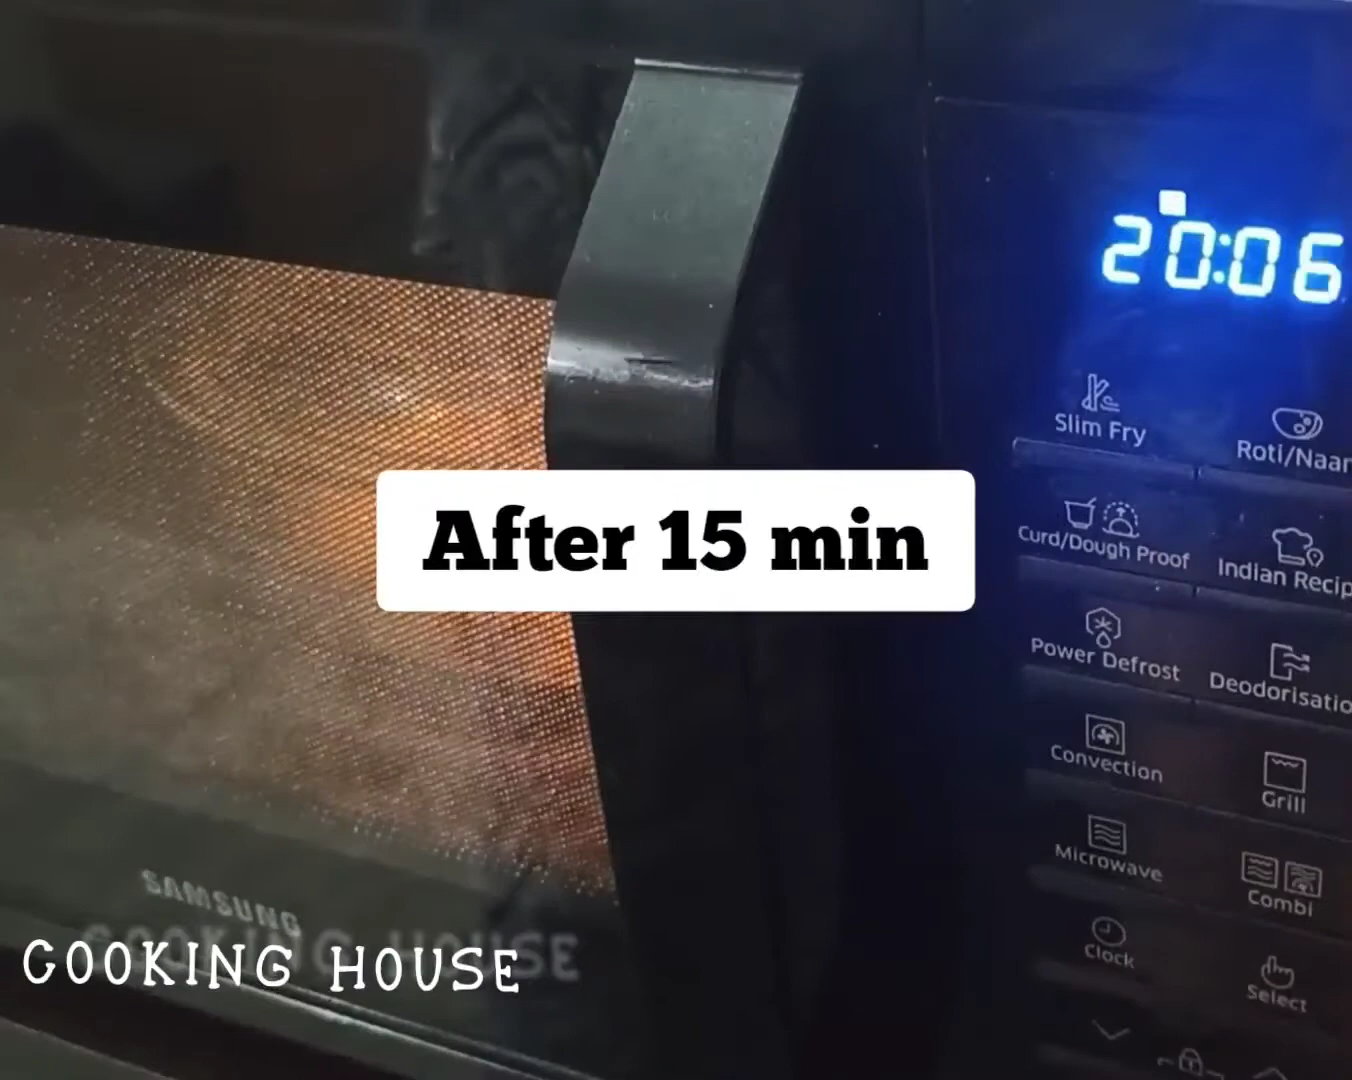 20:06
Slim Fry
Roti/Naan
Curd/Dough Proof
Indian Recip
Power Defrost
Deodorisatio
Convection
Grill
Microwave
Combi
Clock
Select
After 15 min
SAMSUNG
COOKING HOUSE